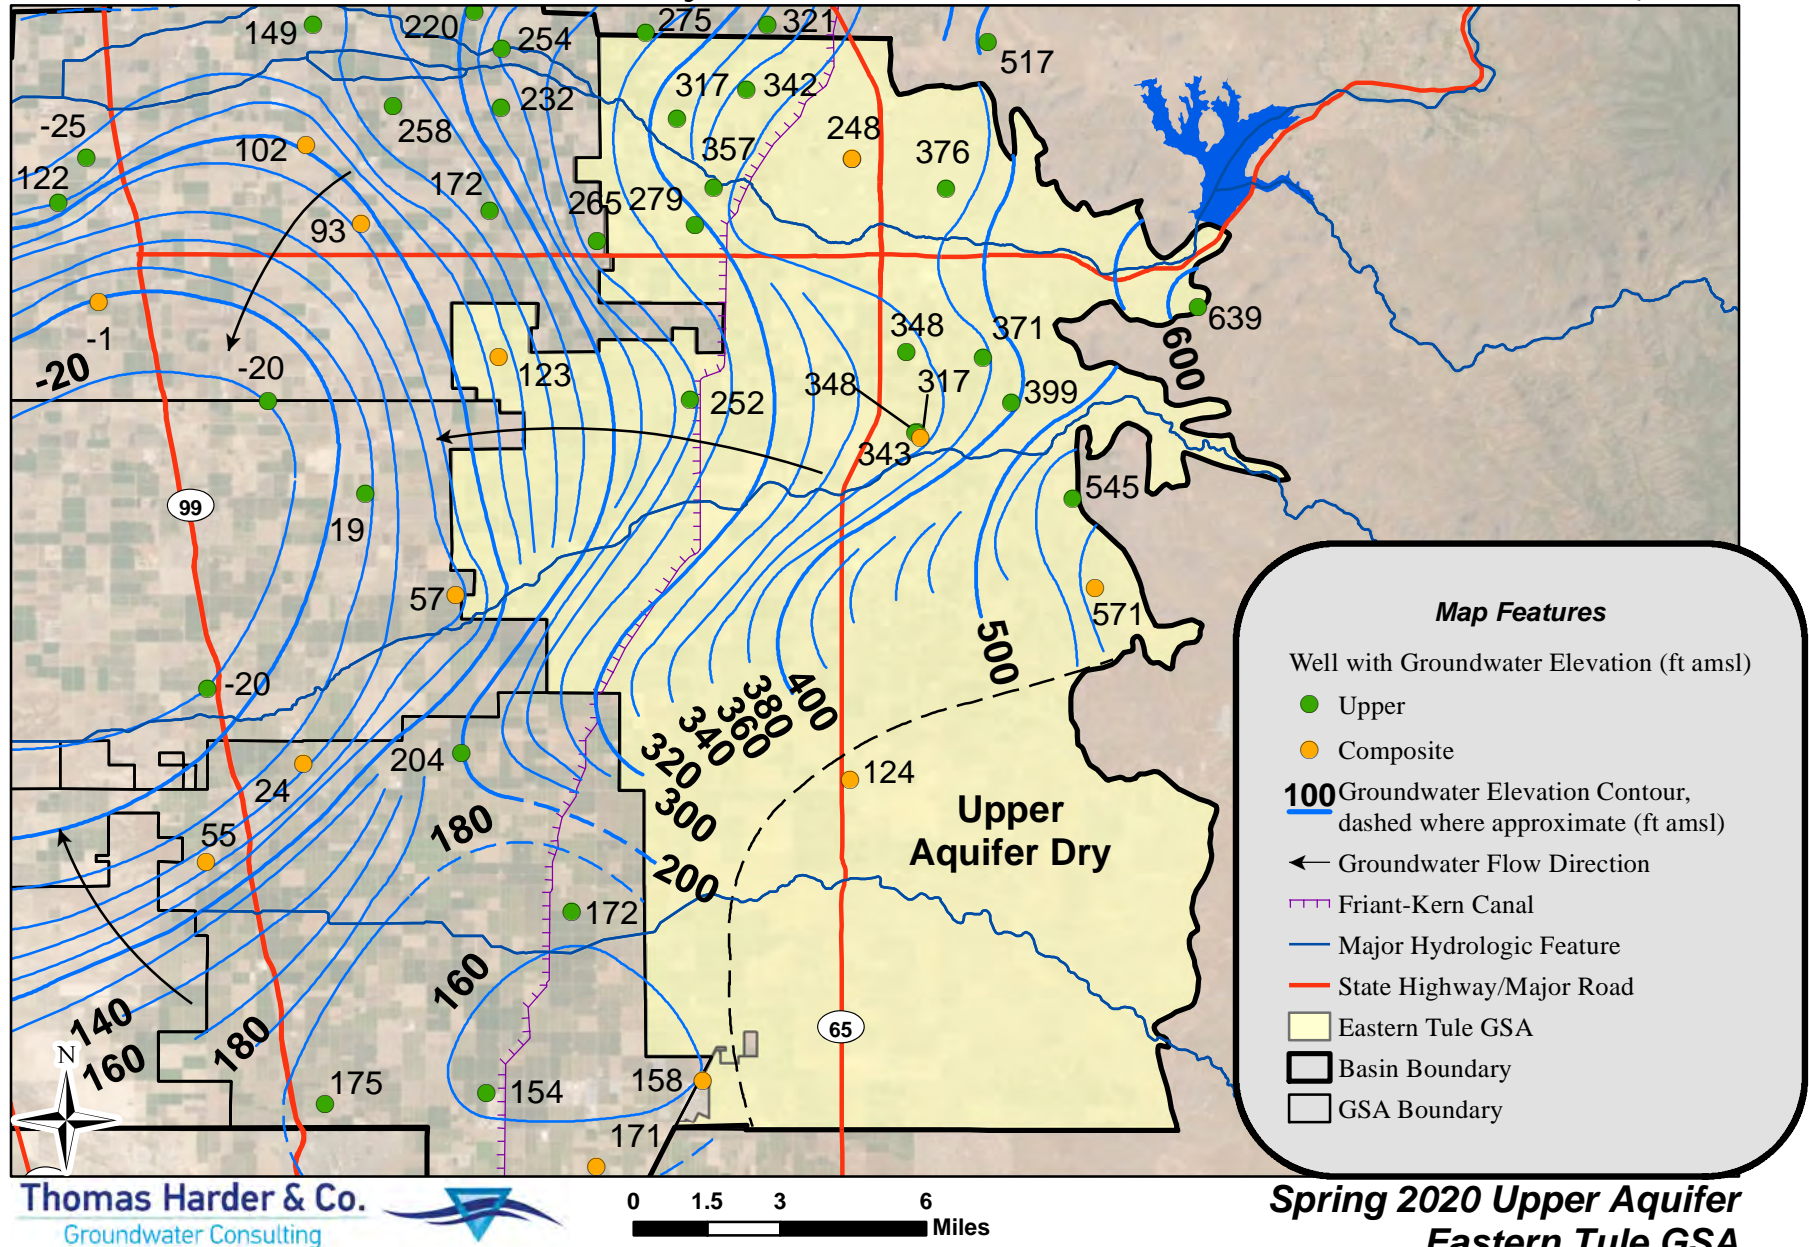 149
220
254
275
321
517
317
342
232
258
-25
102
248
376
357
122
172
265
279
93
-1
-20
-20
123
252
348
371
639
600
348
317
399
343
545
99
19
57
571
500
-20
204
24
400
380
360
340
320
300
124
180
55
200
Upper
Aquifer Dry
172
160
140
160
180
65
175
154
158
171
N
Map Features
Well with Groundwater Elevation (ft amsl)
Upper
Composite
100 Groundwater Elevation Contour,
dashed where approximate (ft amsl)
Groundwater Flow Direction
Friant-Kern Canal
Major Hydrologic Feature
State Highway/Major Road
Eastern Tule GSA
Basin Boundary
GSA Boundary
Thomas Harder & Co.
Groundwater Consulting
0 1.5 3 6
Miles
Spring 2020 Upper Aquifer
Eastern Tule GSA